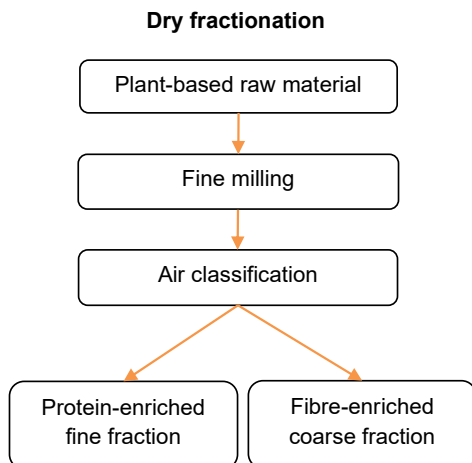 Dry fractionation
Plant-based raw material
Fine milling
Air classification
Protein-enriched
fine fraction
Fibre-enriched
coarse fraction